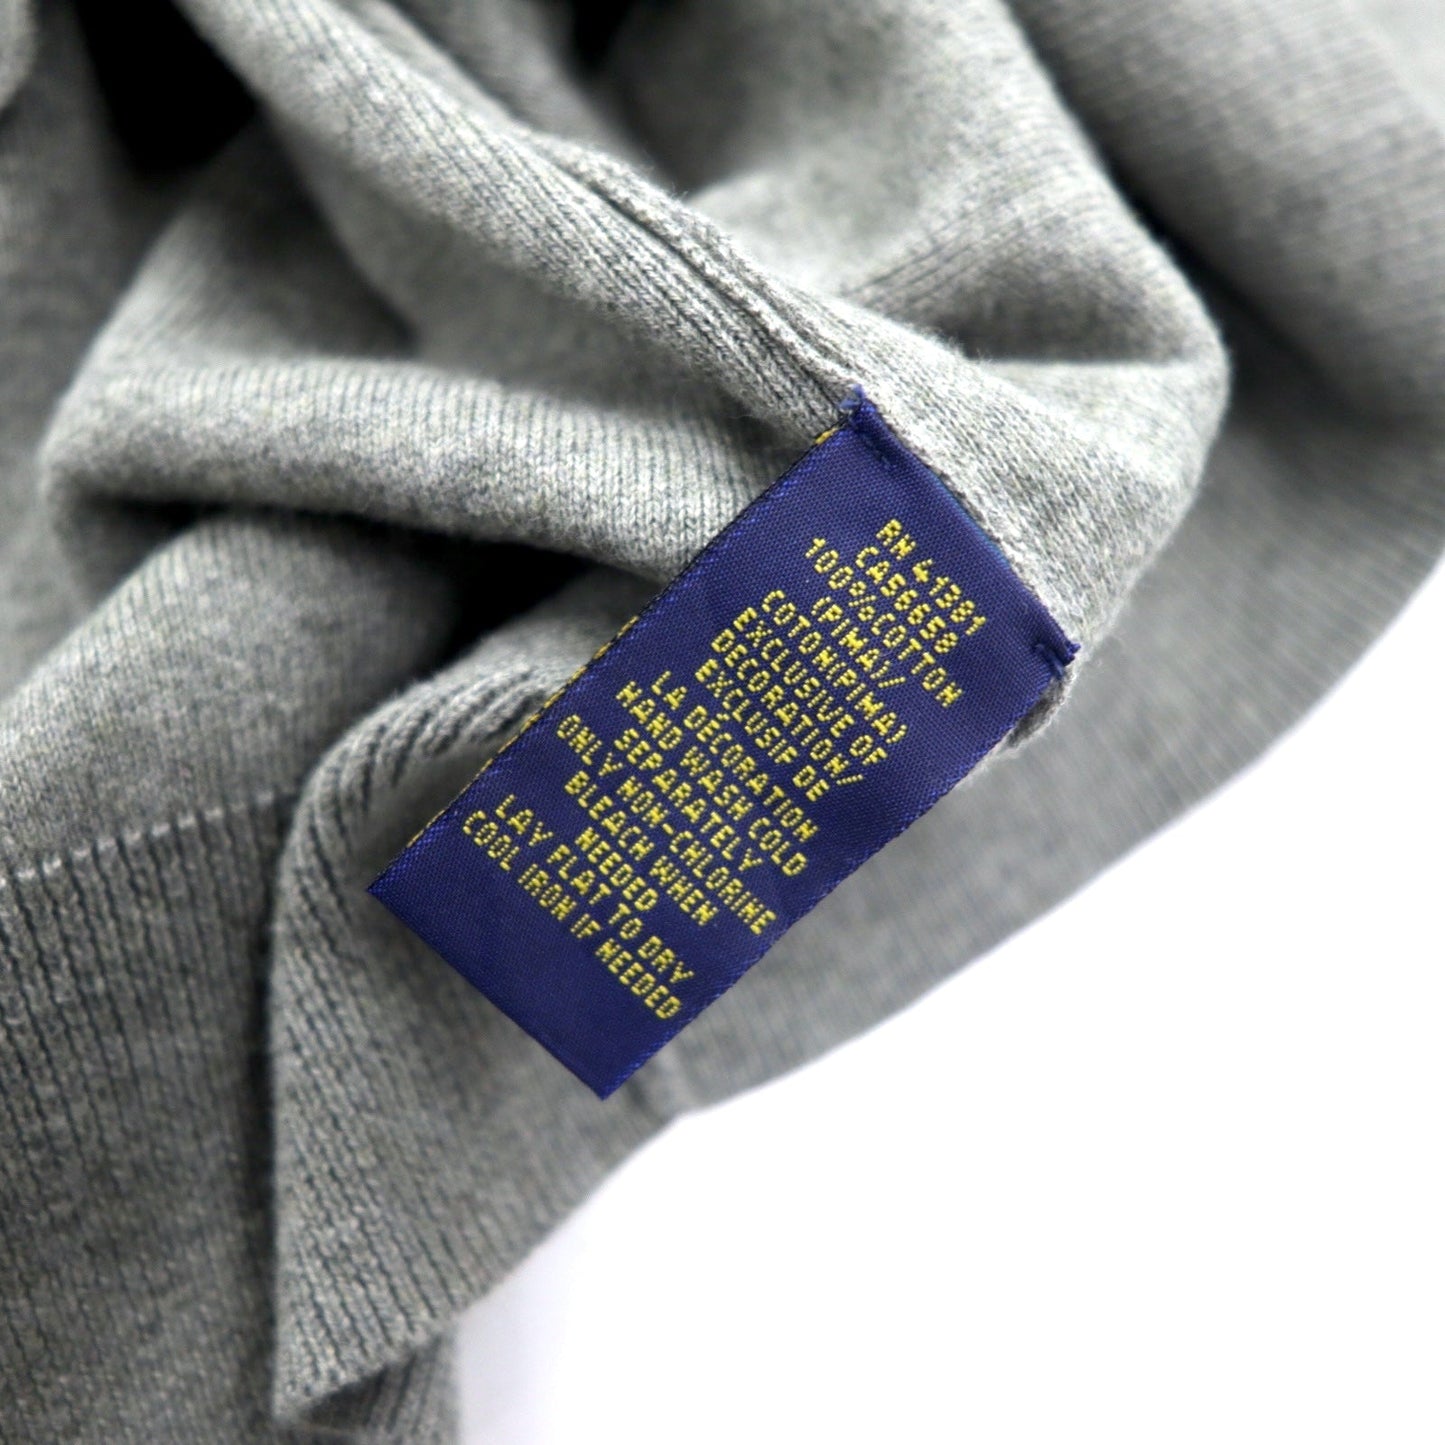 RN 41381
CA56658
100%COTTON
(PIMA)/
COTON(PIMA)
EXCLUSIVE OF
DECORATION/
EXCLUSIF DE
LA DECORATION
HAND WASH COLD
SEPARATELY
ONLY NON-CHLORINE
BLEACH WHEN
NEEDED
LAY FLAT TO DRY
COOL IRON IF NEEDED